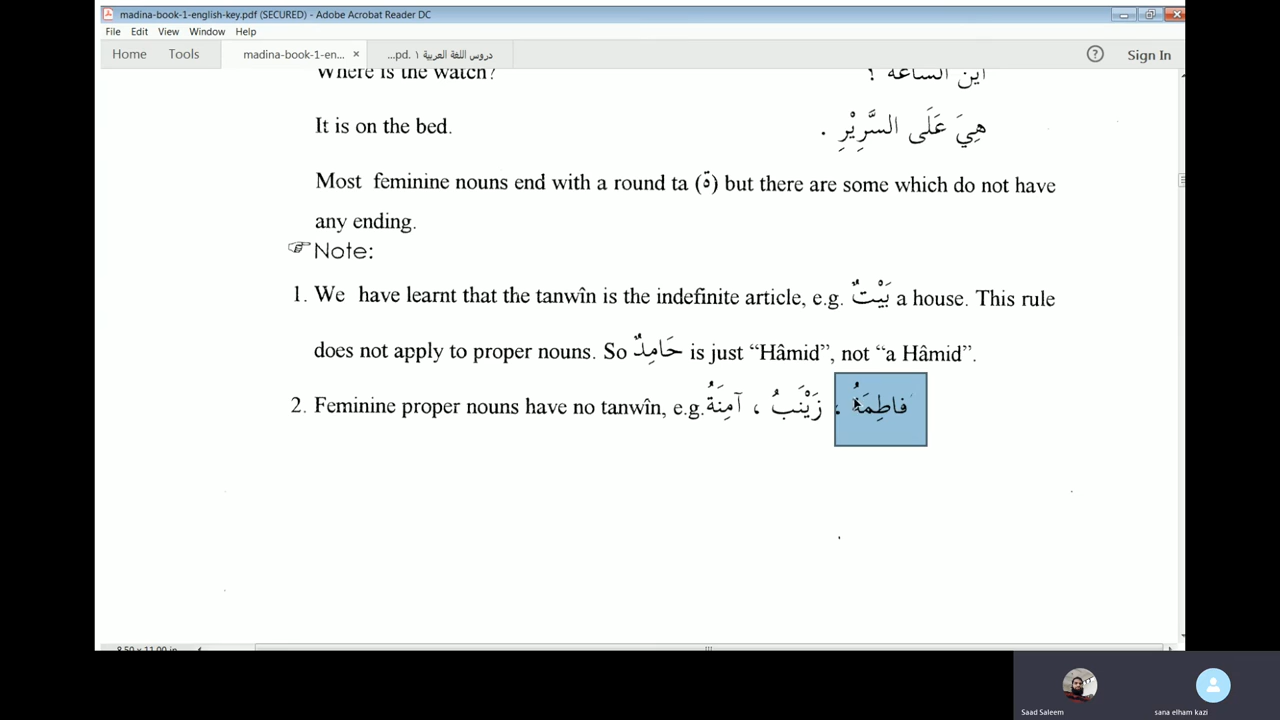 madina-book-1-english-key.pdf (SECURED) - Adobe Acrobat Reader DC
File Edit View Window Help
Home Tools madina-book-1-en... × دروس اللغة العربية ١ .pd... Sign In
Where is the watch? أين الساعة ؟
It is on the bed. هِيَ عَلَى السَّرِيْرِ .
Most feminine nouns end with a round ta (ة) but there are some which do not have
any ending.
Note:
1. We have learnt that the tanwîn is the indefinite article, e.g. بَيْتٌ a house. This rule
does not apply to proper nouns. So حَامِدٌ is just “Hâmid”, not “a Hâmid”.
2. Feminine proper nouns have no tanwîn, e.g. آمِنَةُ ، زَيْنَبُ ، فاطِمَةُ
8.50 x 11.00 in
Saad Saleem
sana elham kazi